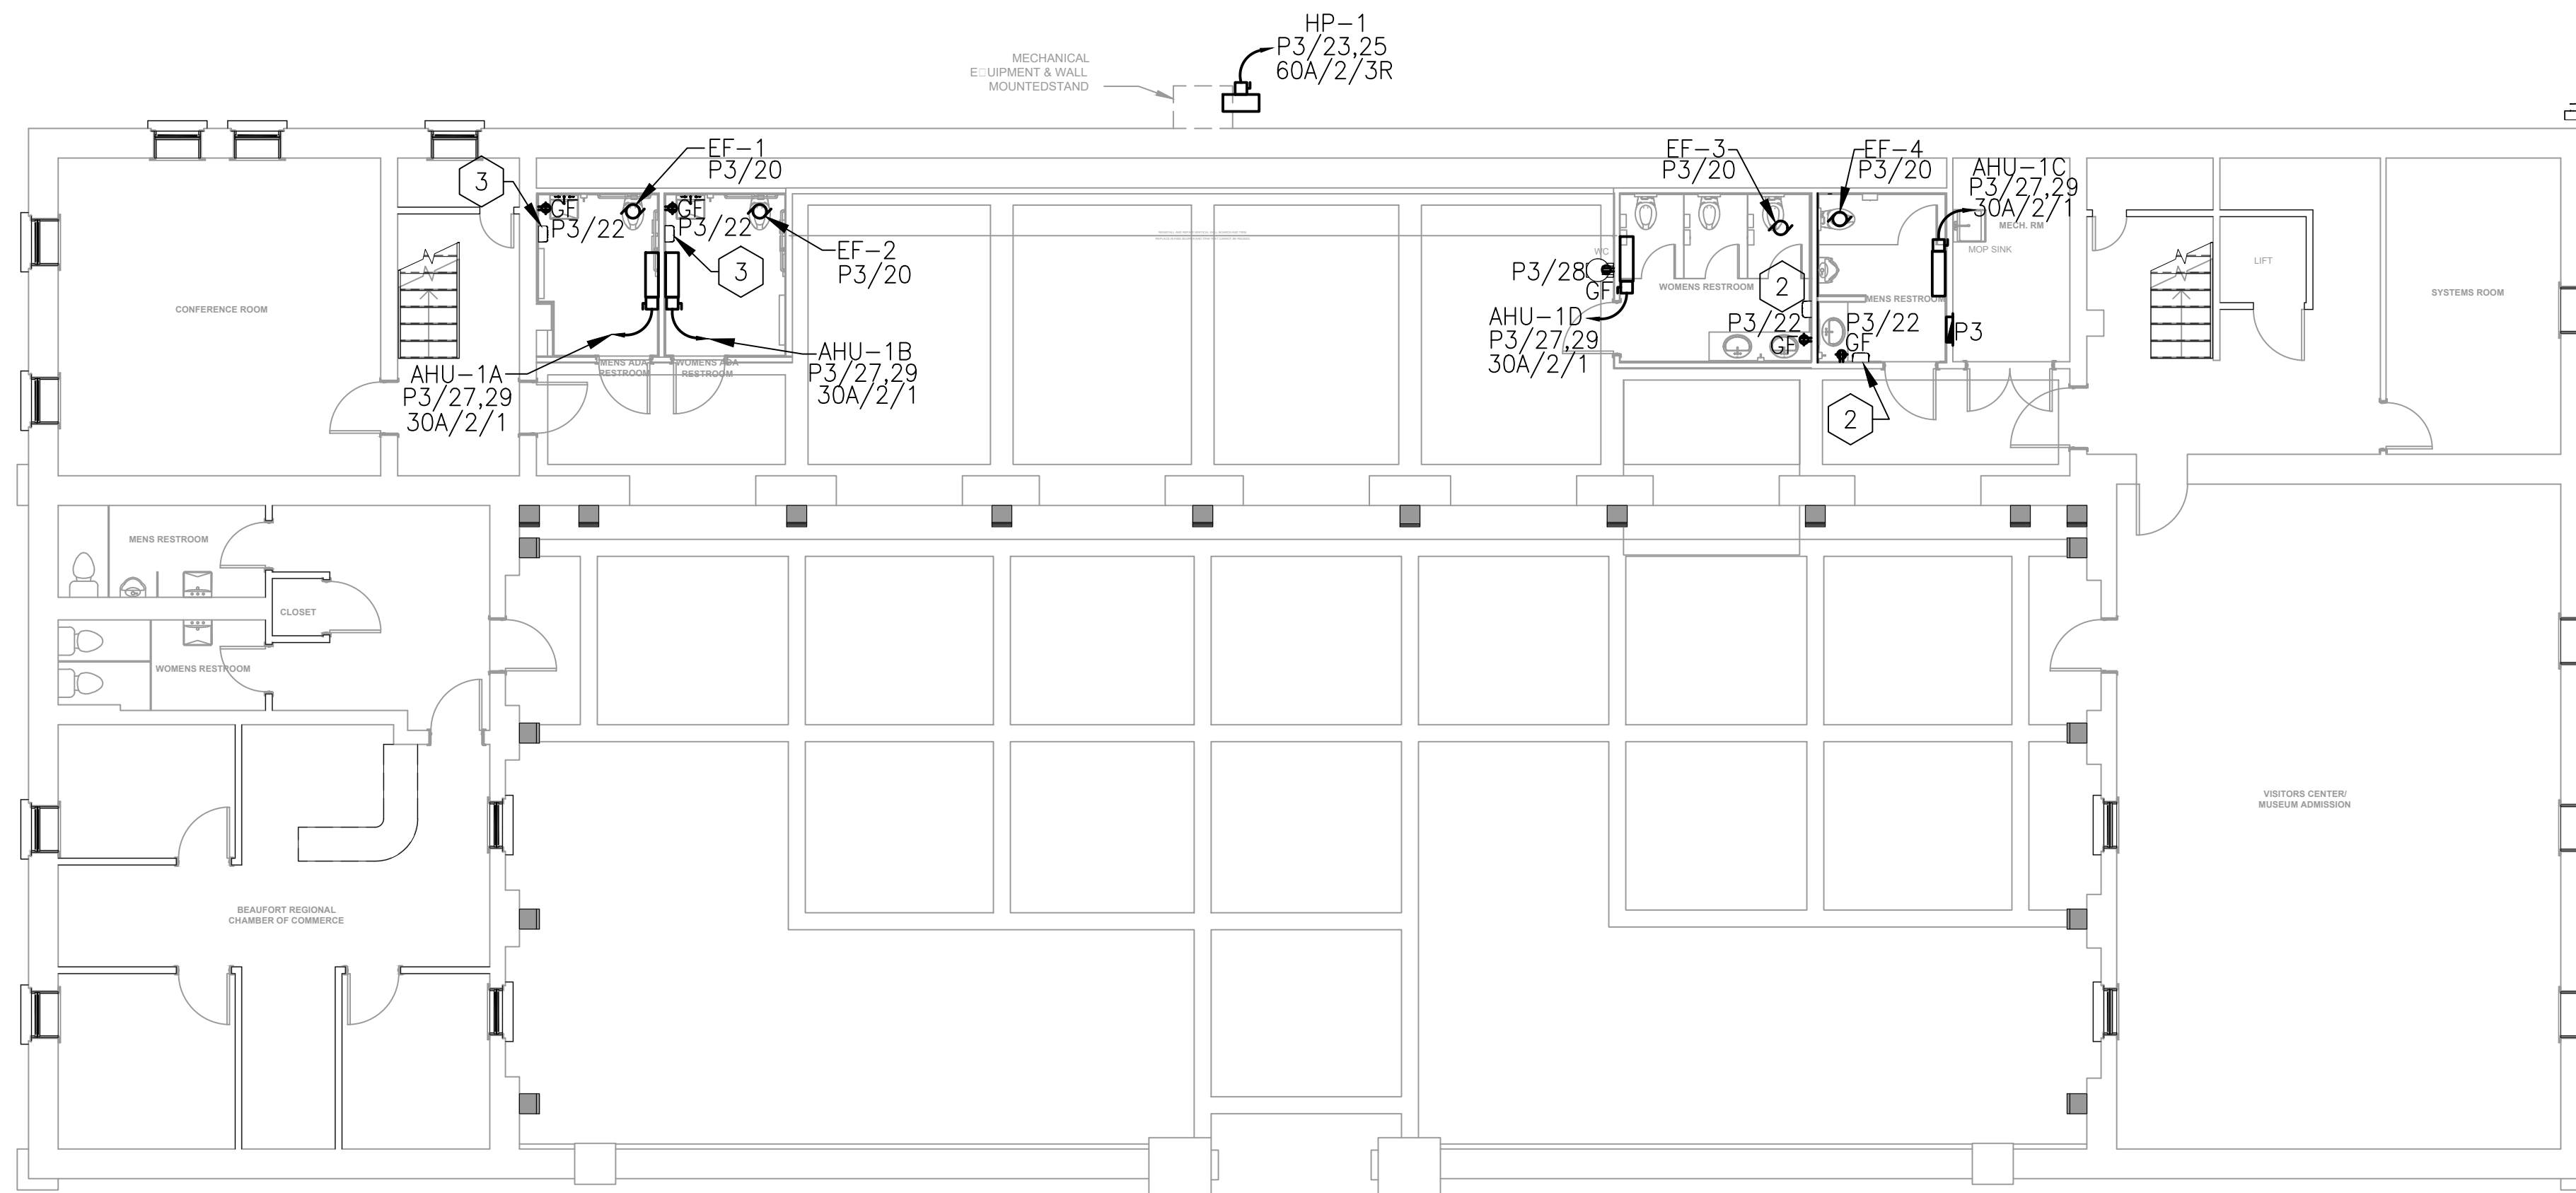 HP-1
P3/23,25
60A/2/3R
MECHANICAL
E□UIPMENT & WALL
MOUNTEDSTAND
EF-1
P3/20
EF-3
P3/20
EF-4
P3/20
AHU-1C
P3/27,29
30A/2/1
MECH. RM
MOP SINK
3
GF
P3/22
GF
P3/22
EF-2
P3/20
3
WC
P3/28
GF
WOMENS RESTROOM
2
MENS RESTROOM
LIFT
SYSTEMS ROOM
CONFERENCE ROOM
AHU-1D
P3/27,29
30A/2/1
P3/22
GF
P3/22
GF
P3
2
AHU-1A
P3/27,29
30A/2/1
MENS ADA
RESTROOM
WOMENS ADA
RESTROOM
AHU-1B
P3/27,29
30A/2/1
MENS RESTROOM
CLOSET
WOMENS RESTROOM
VISITORS CENTER/
MUSEUM ADMISSION
BEAUFORT REGIONAL
CHAMBER OF COMMERCE